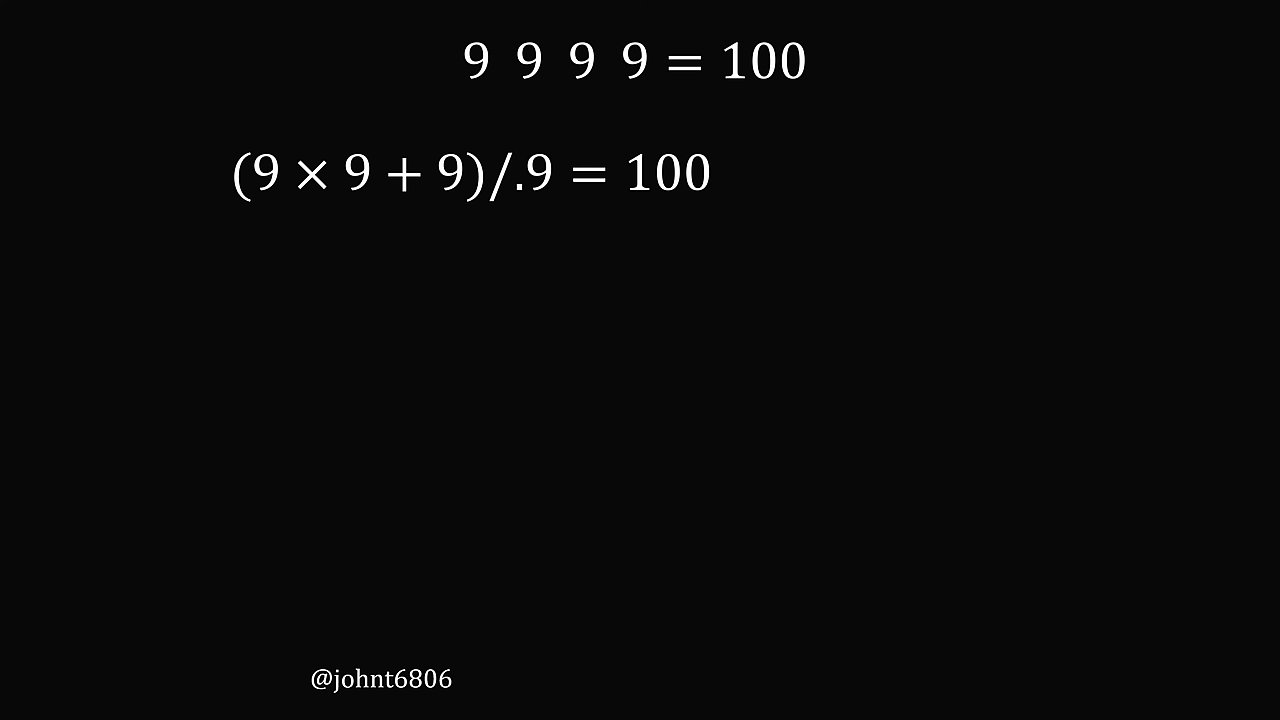 9 9 9 9 = 100
(9 × 9 + 9)/.9 = 100
@johnt6806